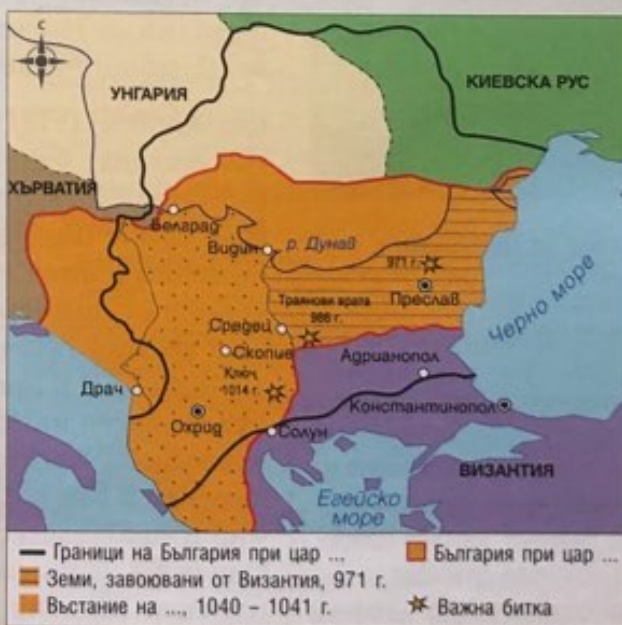 С
УНГАРИЯ
КИЕВСКА РУС
ХЪРВАТИЯ
Белград
Видин
р. Дунав
971 г.
Преслав
Траянови врата
986 г.
Средец
Скопие
Ключ
1014 г.
Адрианопол
Черно море
Драч
Охрид
Солун
Константинопол
ВИЗАНТИЯ
Егейско
море
Граници на България при цар ...
България при цар ...
Земи, завоювани от Византия, 971 г.
Въстание на ..., 1040 – 1041 г.
Важна битка